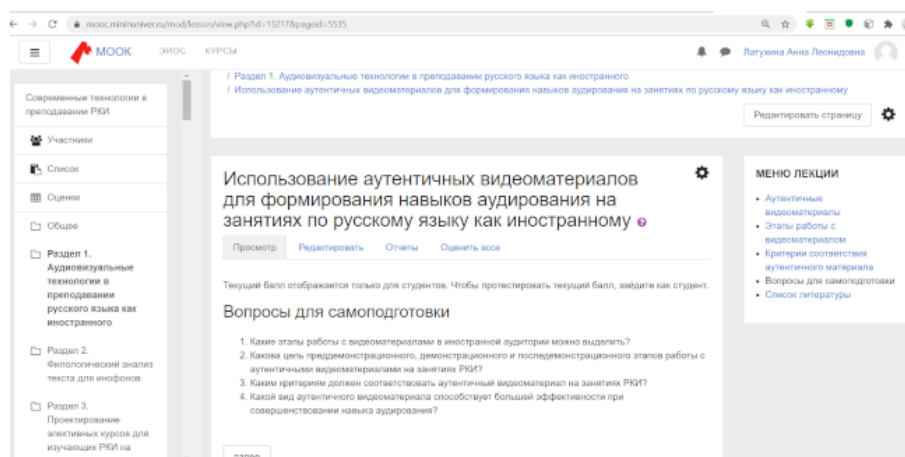 mooc.mininuniver.ru/mod/lesson/view.php?id=13217&pageid=5535
МООК ЭИОС КУРСЫ Латухина Анна Леонидовна
/ Раздел 1. Аудиовизуальные технологии в преподавании русского языка как иностранного
/ Использование аутентичных видеоматериалов для формирования навыков аудирования на занятиях по русскому языку как иностранному
Редактировать страницу
Современные технологии в
преподавании РКИ
Участники
Список
Оценки
Общее
Раздел 1.
Аудиовизуальные
технологии в
преподавании
русского языка как
иностранного
Раздел 2.
Филологический анализ
текста для инофонов
Раздел 3.
Проектирование
элективных курсов для
изучающих РКИ на
Использование аутентичных видеоматериалов
для формирования навыков аудирования на
занятиях по русскому языку как иностранному
Просмотр Редактировать Отчеты Оценить эссе
Текущий балл отображается только для студентов. Чтобы протестировать текущий балл, зайдите как студент.
Вопросы для самоподготовки
1. Какие этапы работы с видеоматериалами в иностранной аудитории можно выделить?
2. Какова цель преддемонстрационного, демонстрационного и последемонстрационного этапов работы с
аутентичными видеоматериалами на занятиях РКИ?
3. Каким критериям должен соответствовать аутентичный видеоматериал на занятиях РКИ?
4. Какой вид аутентичного видеоматериала способствует большей эффективности при
совершенствовании навыка аудирования?
МЕНЮ ЛЕКЦИИ
Аутентичные
видеоматериалы
Этапы работы с
видеоматериалом
Критерии соответствия
аутентичного материала
Вопросы для самоподготовки
Список литературы